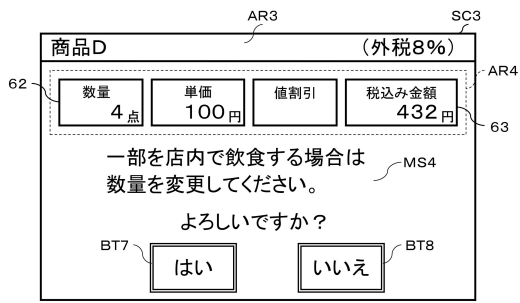 AR3
SC3
商品D
(外税8%)
AR4
62
数量
4点
単価
100円
値割引
税込み金額
432円
63
一部を店内で飲食する場合は
数量を変更してください。
MS4
よろしいですか？
BT7
はい
いいえ
BT8